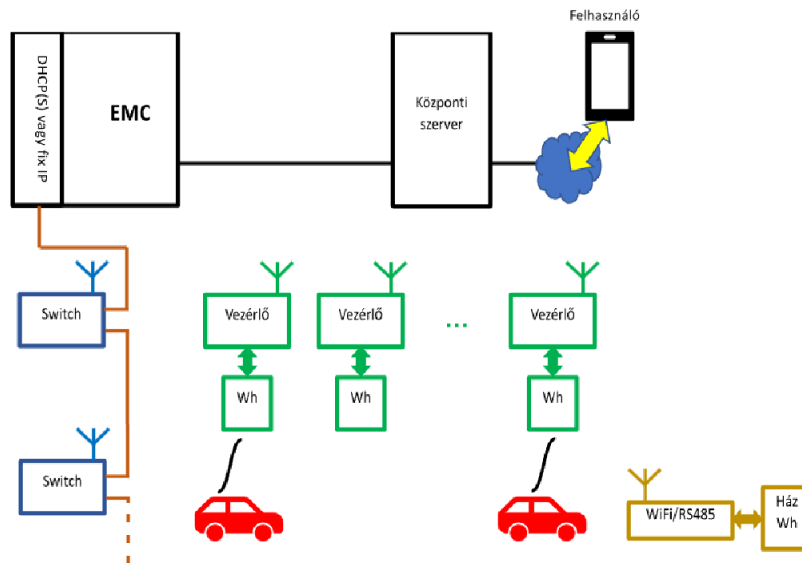 Felhasználó
DHCP(S) vagy fix IP
EMC
Központi
szerver
Switch
Vezérlő
Vezérlő
...
Vezérlő
Wh
Wh
Wh
Switch
WiFi/RS485
Ház
Wh